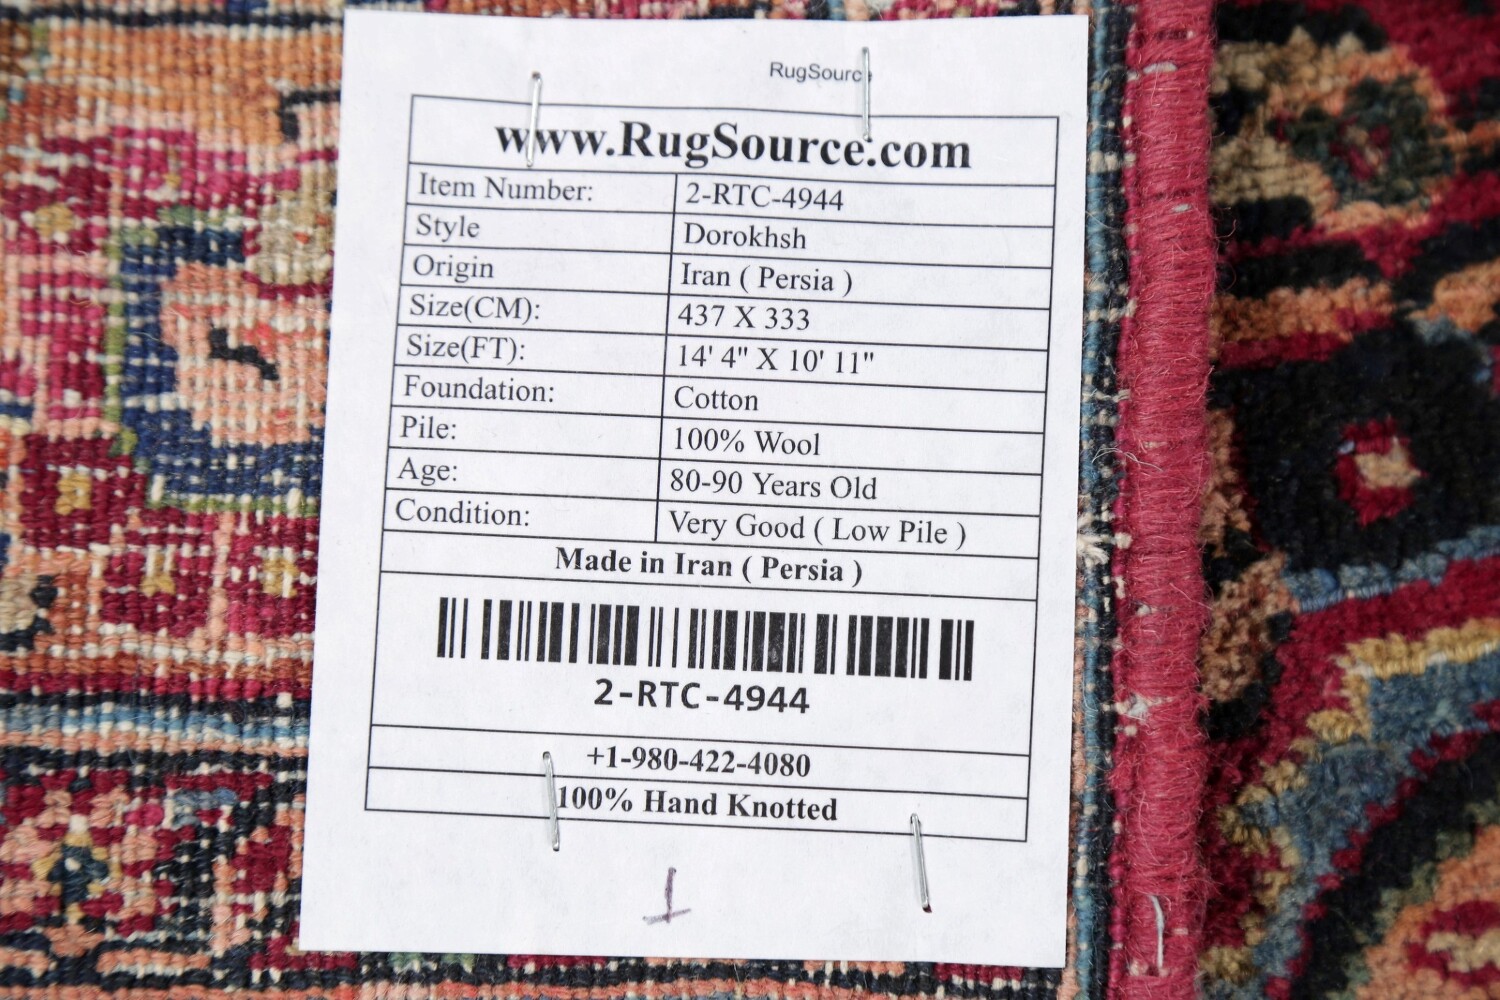 RugSource
www.RugSource.com
Item Number: 2-RTC-4944
Style Dorokhsh
Origin Iran ( Persia )
Size(CM): 437 X 333
Size(FT): 14' 4" X 10' 11"
Foundation: Cotton
Pile: 100% Wool
Age: 80-90 Years Old
Condition: Very Good ( Low Pile )
Made in Iran ( Persia )
2-RTC-4944
+1-980-422-4080
100% Hand Knotted